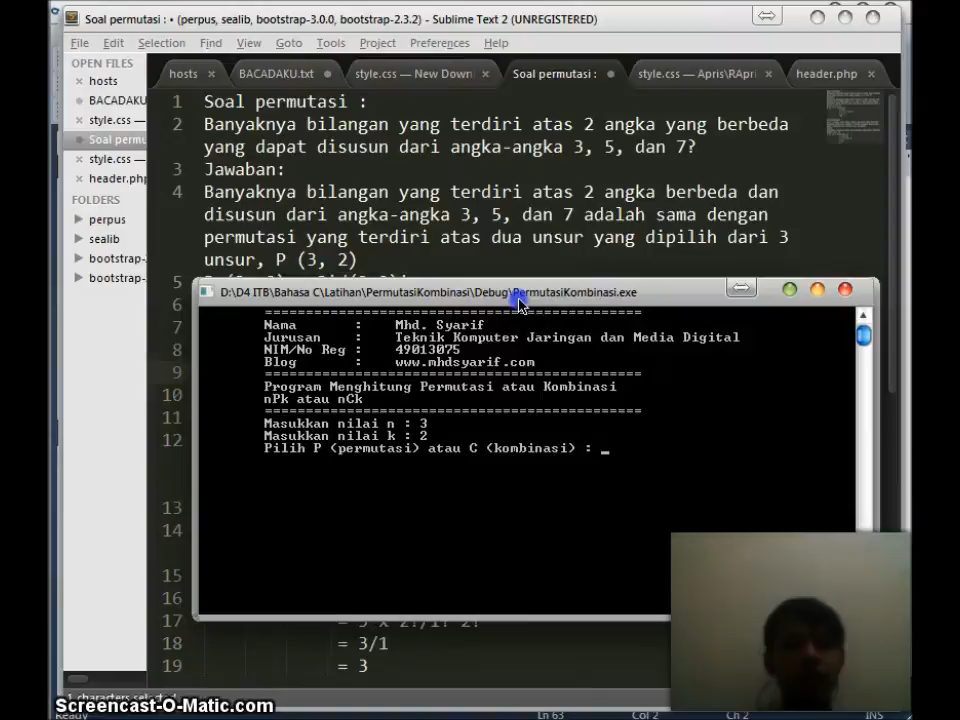 Soal permutasi : • (perpus, sealib, bootstrap-3.0.0, bootstrap-2.3.2) - Sublime Text 2 (UNREGISTERED)
File Edit Selection Find View Goto Tools Project Preferences Help
OPEN FILES
× hosts
BACADAKU
× style.css —
Soal permu
× style.css —
× header.php
FOLDERS
perpus
sealib
bootstrap-
bootstrap-
hosts × BACADAKU.txt style.css — New Down × Soal permutasi : style.css — Apris\RApri × header.php ×
1 Soal permutasi :
2 Banyaknya bilangan yang terdiri atas 2 angka yang berbeda
yang dapat disusun dari angka-angka 3, 5, dan 7?
3 Jawaban:
4 Banyaknya bilangan yang terdiri atas 2 angka berbeda dan
disusun dari angka-angka 3, 5, dan 7 adalah sama dengan
permutasi yang terdiri atas dua unsur yang dipilih dari 3
unsur, P (3, 2)
5
6
7
8
9
10
11
12
13
14
15
16
17
18 = 3/1
19 = 3
D:\D4 ITB\Bahasa C\Latihan\PermutasiKombinasi\Debug\PermutasiKombinasi.exe
===========================================
Nama : Mhd. Syarif
Jurusan : Teknik Komputer Jaringan dan Media Digital
NIM/No Reg : 49013075
Blog : www.mhdsyarif.com
===========================================
Program Menghitung Permutasi atau Kombinasi
nPk atau nCk
===========================================
Masukkan nilai n : 3
Masukkan nilai k : 2
Pilih P (permutasi) atau C (kombinasi) : _
characters selected
Ln 63 Col 2 Ch 2 INS
Screencast-O-Matic.com